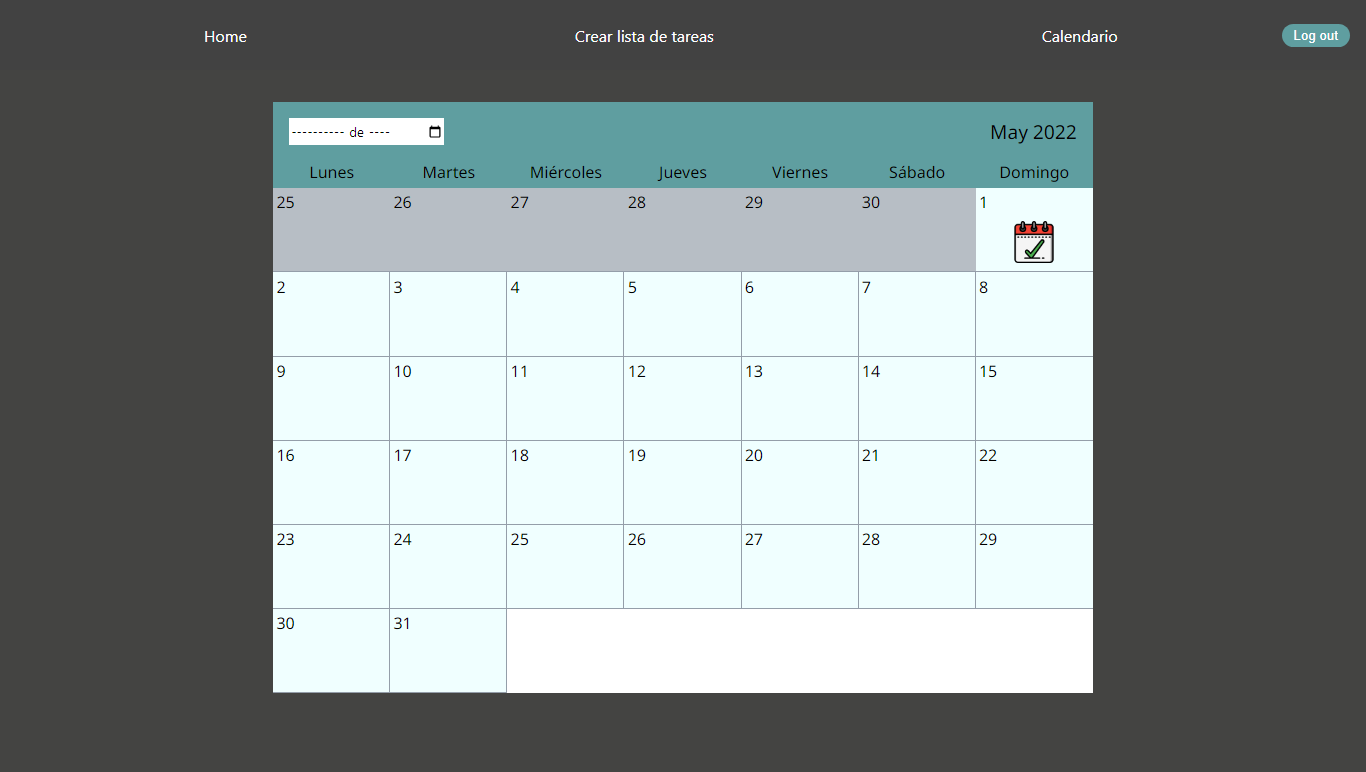 Home Crear lista de tareas Calendario Log out
---------- de ---- May 2022
Lunes Martes Miércoles Jueves Viernes Sábado Domingo
25 26 27 28 29 30 1
2 3 4 5 6 7 8
9 10 11 12 13 14 15
16 17 18 19 20 21 22
23 24 25 26 27 28 29
30 31